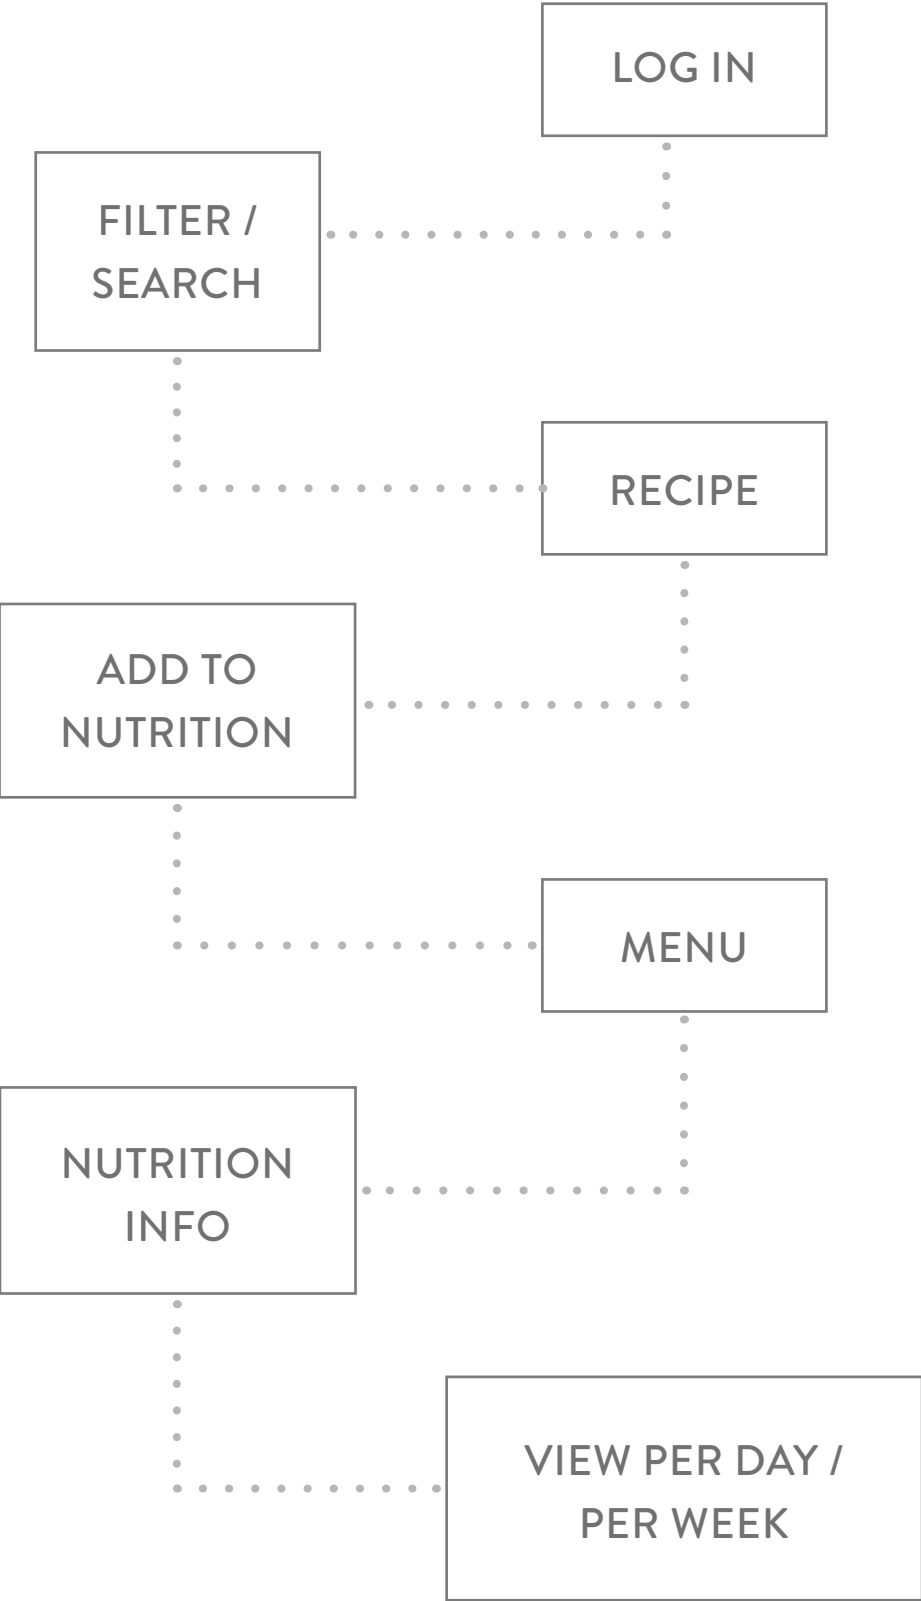 LOG IN
FILTER /
SEARCH
RECIPE
ADD TO
NUTRITION
MENU
NUTRITION
INFO
VIEW PER DAY /
PER WEEK